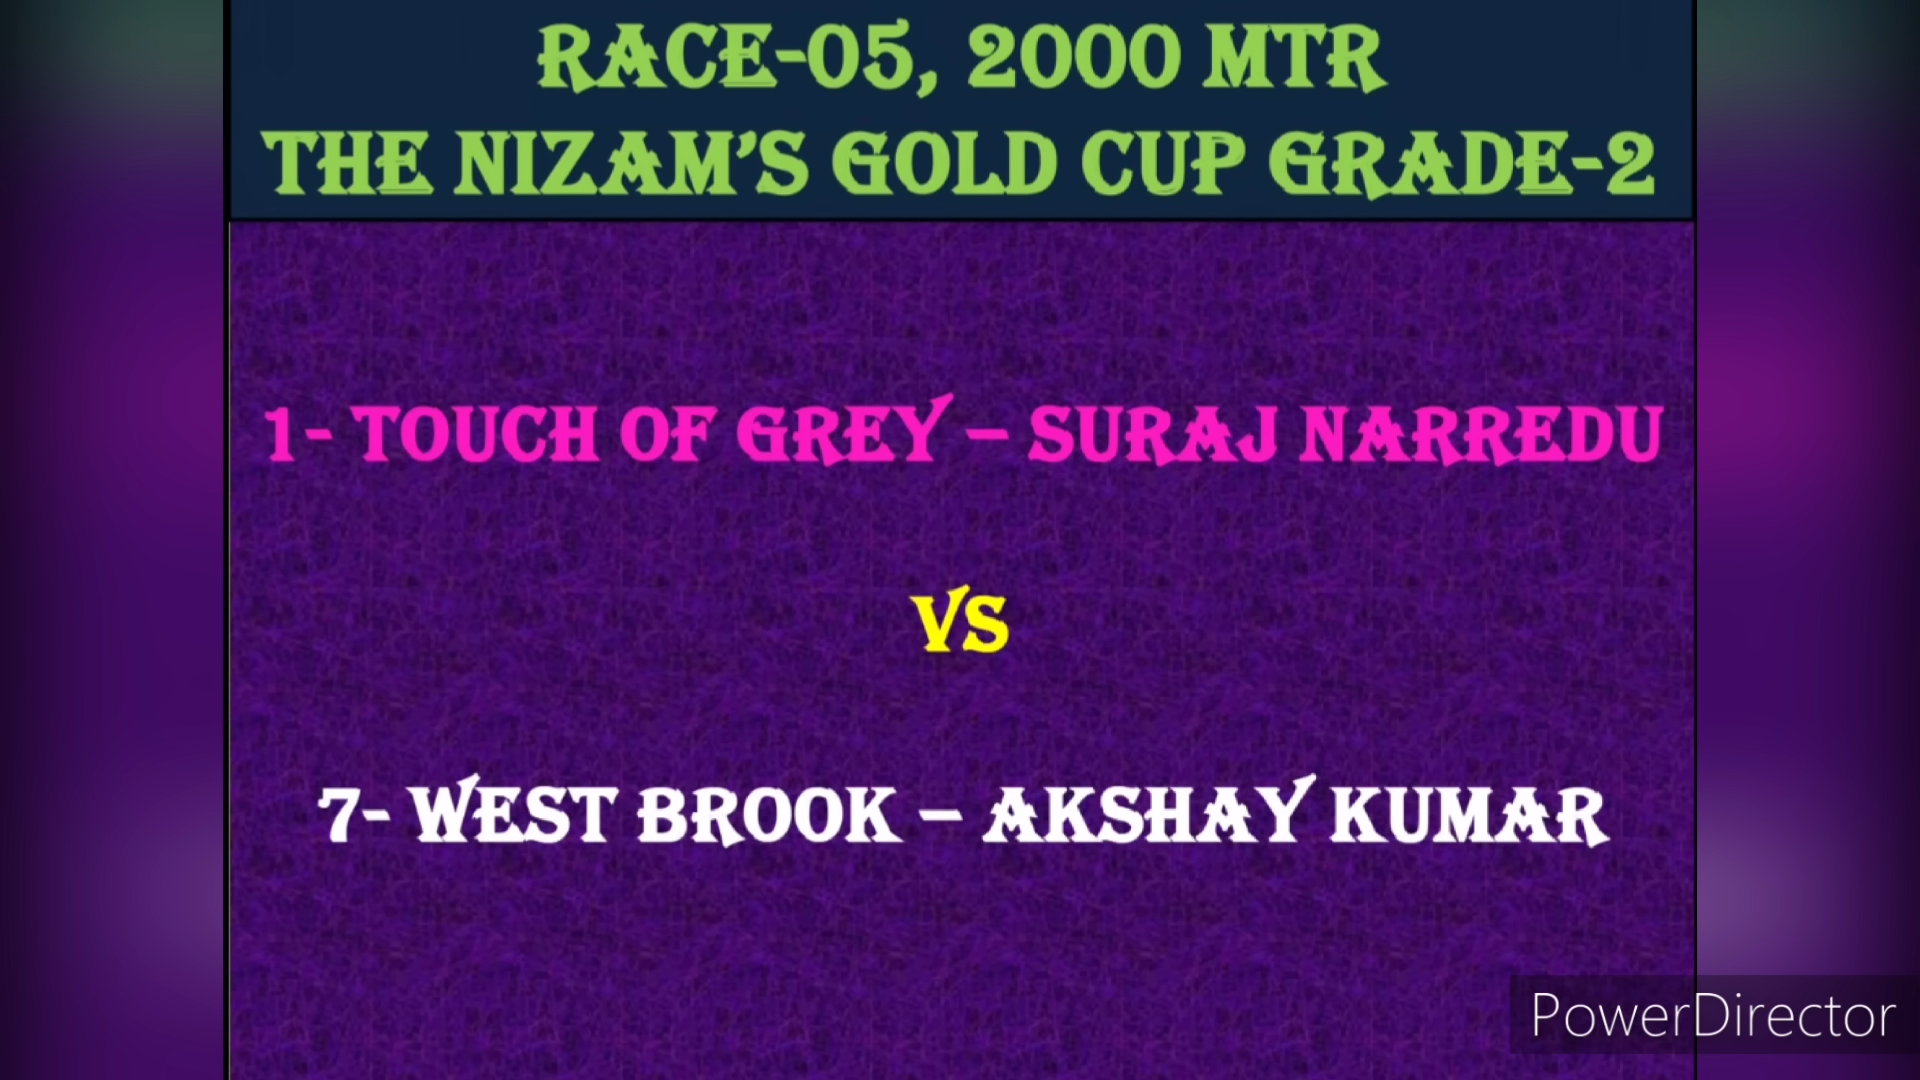 RACE-05, 2000 MTR
THE NIZAM'S GOLD CUP GRADE-2
1- TOUCH OF GREY – SURAJ NARREDU
VS
7- WEST BROOK – AKSHAY KUMAR
PowerDirector